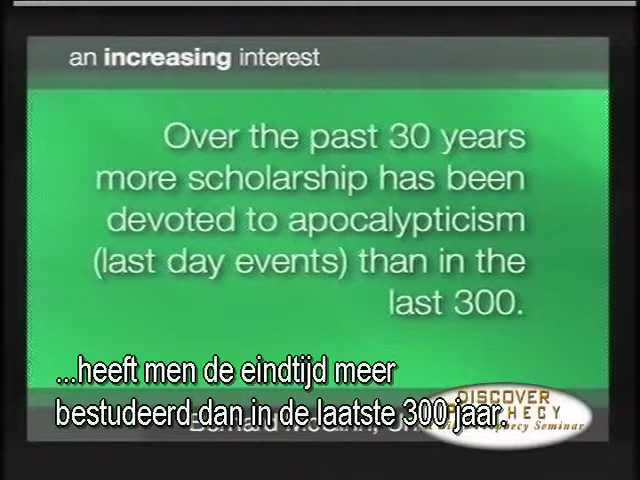 an increasing interest
Over the past 30 years
more scholarship has been
devoted to apocalypticism
(last day events) than in the
last 300.
...heeft men de eindtijd meer
bestudeerd dan in de laatste 300 jaar.
DISCOVER
PROPHECY
Seminar